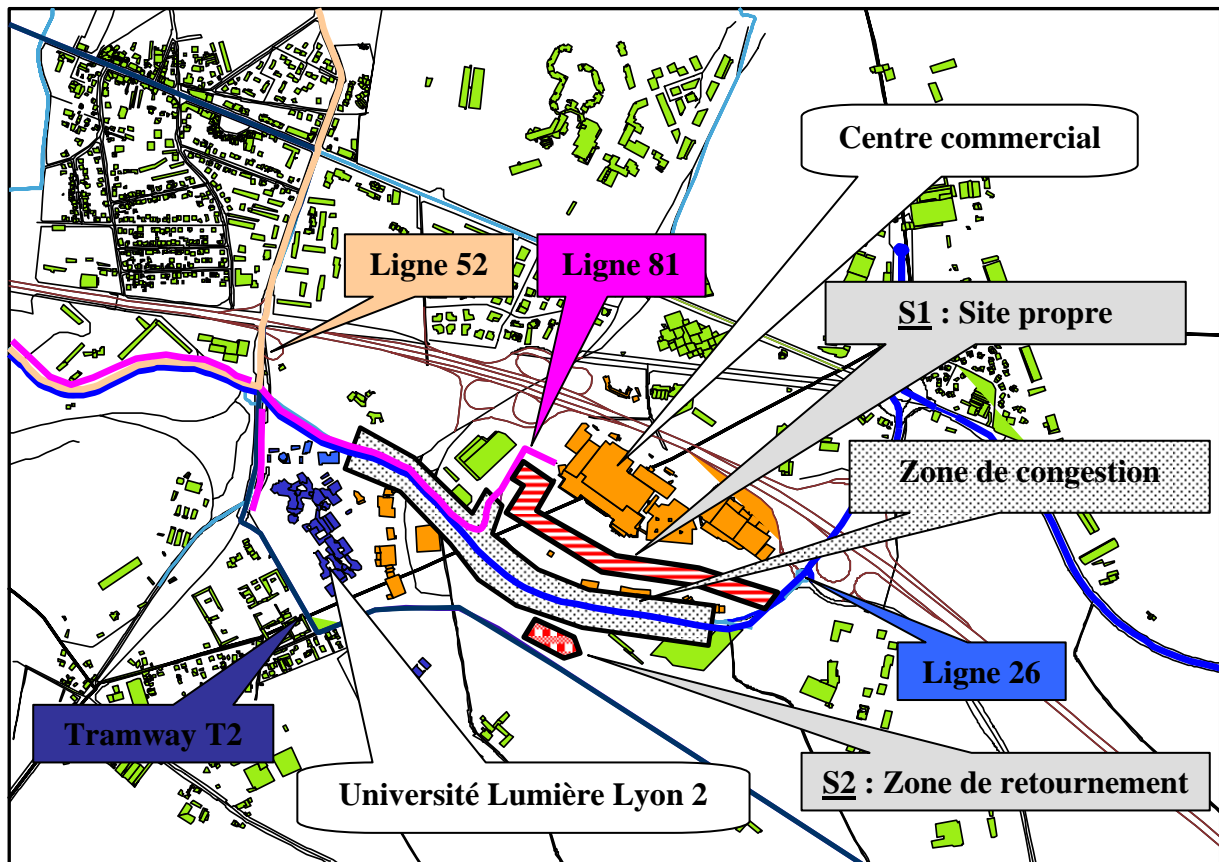 Centre commercial
Ligne 52
Ligne 81
S1 : Site propre
Zone de congestion
Ligne 26
Tramway T2
Université Lumière Lyon 2
S2 : Zone de retournement